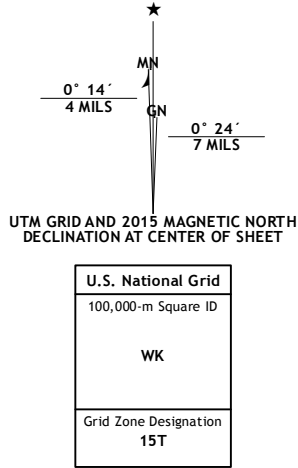 ★
MN
0° 14´
4 MILS
GN
0° 24´
7 MILS
UTM GRID AND 2015 MAGNETIC NORTH
DECLINATION AT CENTER OF SHEET
U.S. National Grid
100,000-m Square ID
WK
Grid Zone Designation
15T